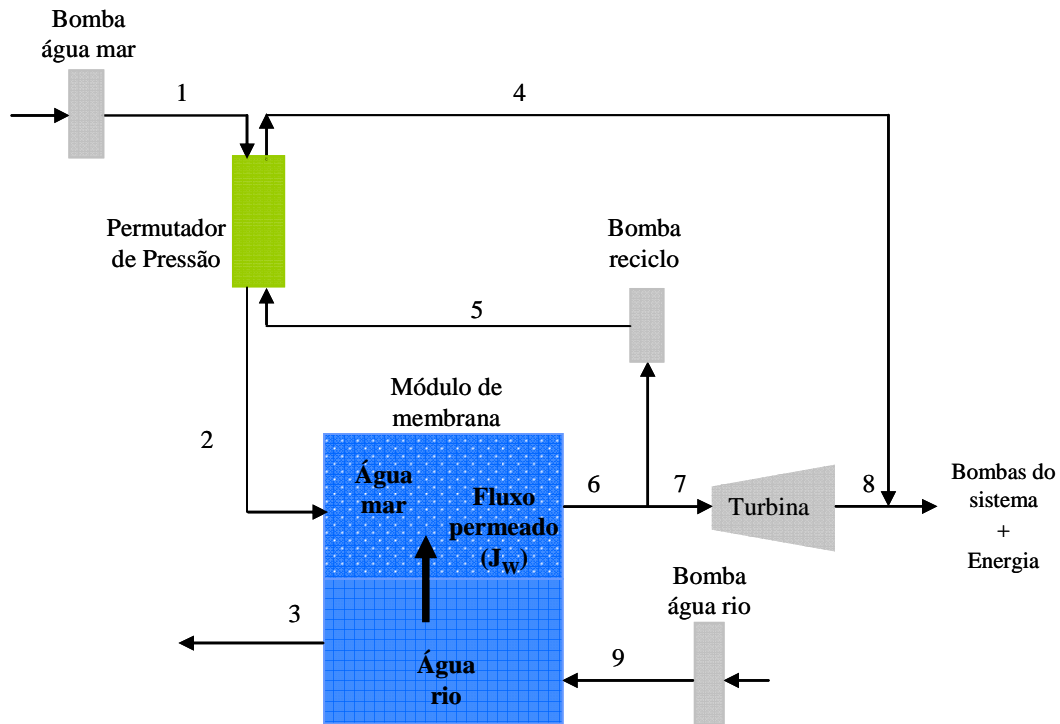 Bomba
água mar
1
4
Permutador
de Pressão
Bomba
reciclo
5
Módulo de
membrana
2
Água
mar
Fluxo
permeado
(J_W)
6
7
Turbina
8
Bombas do
sistema
+
Energia
3
Água
rio
Bomba
água rio
9